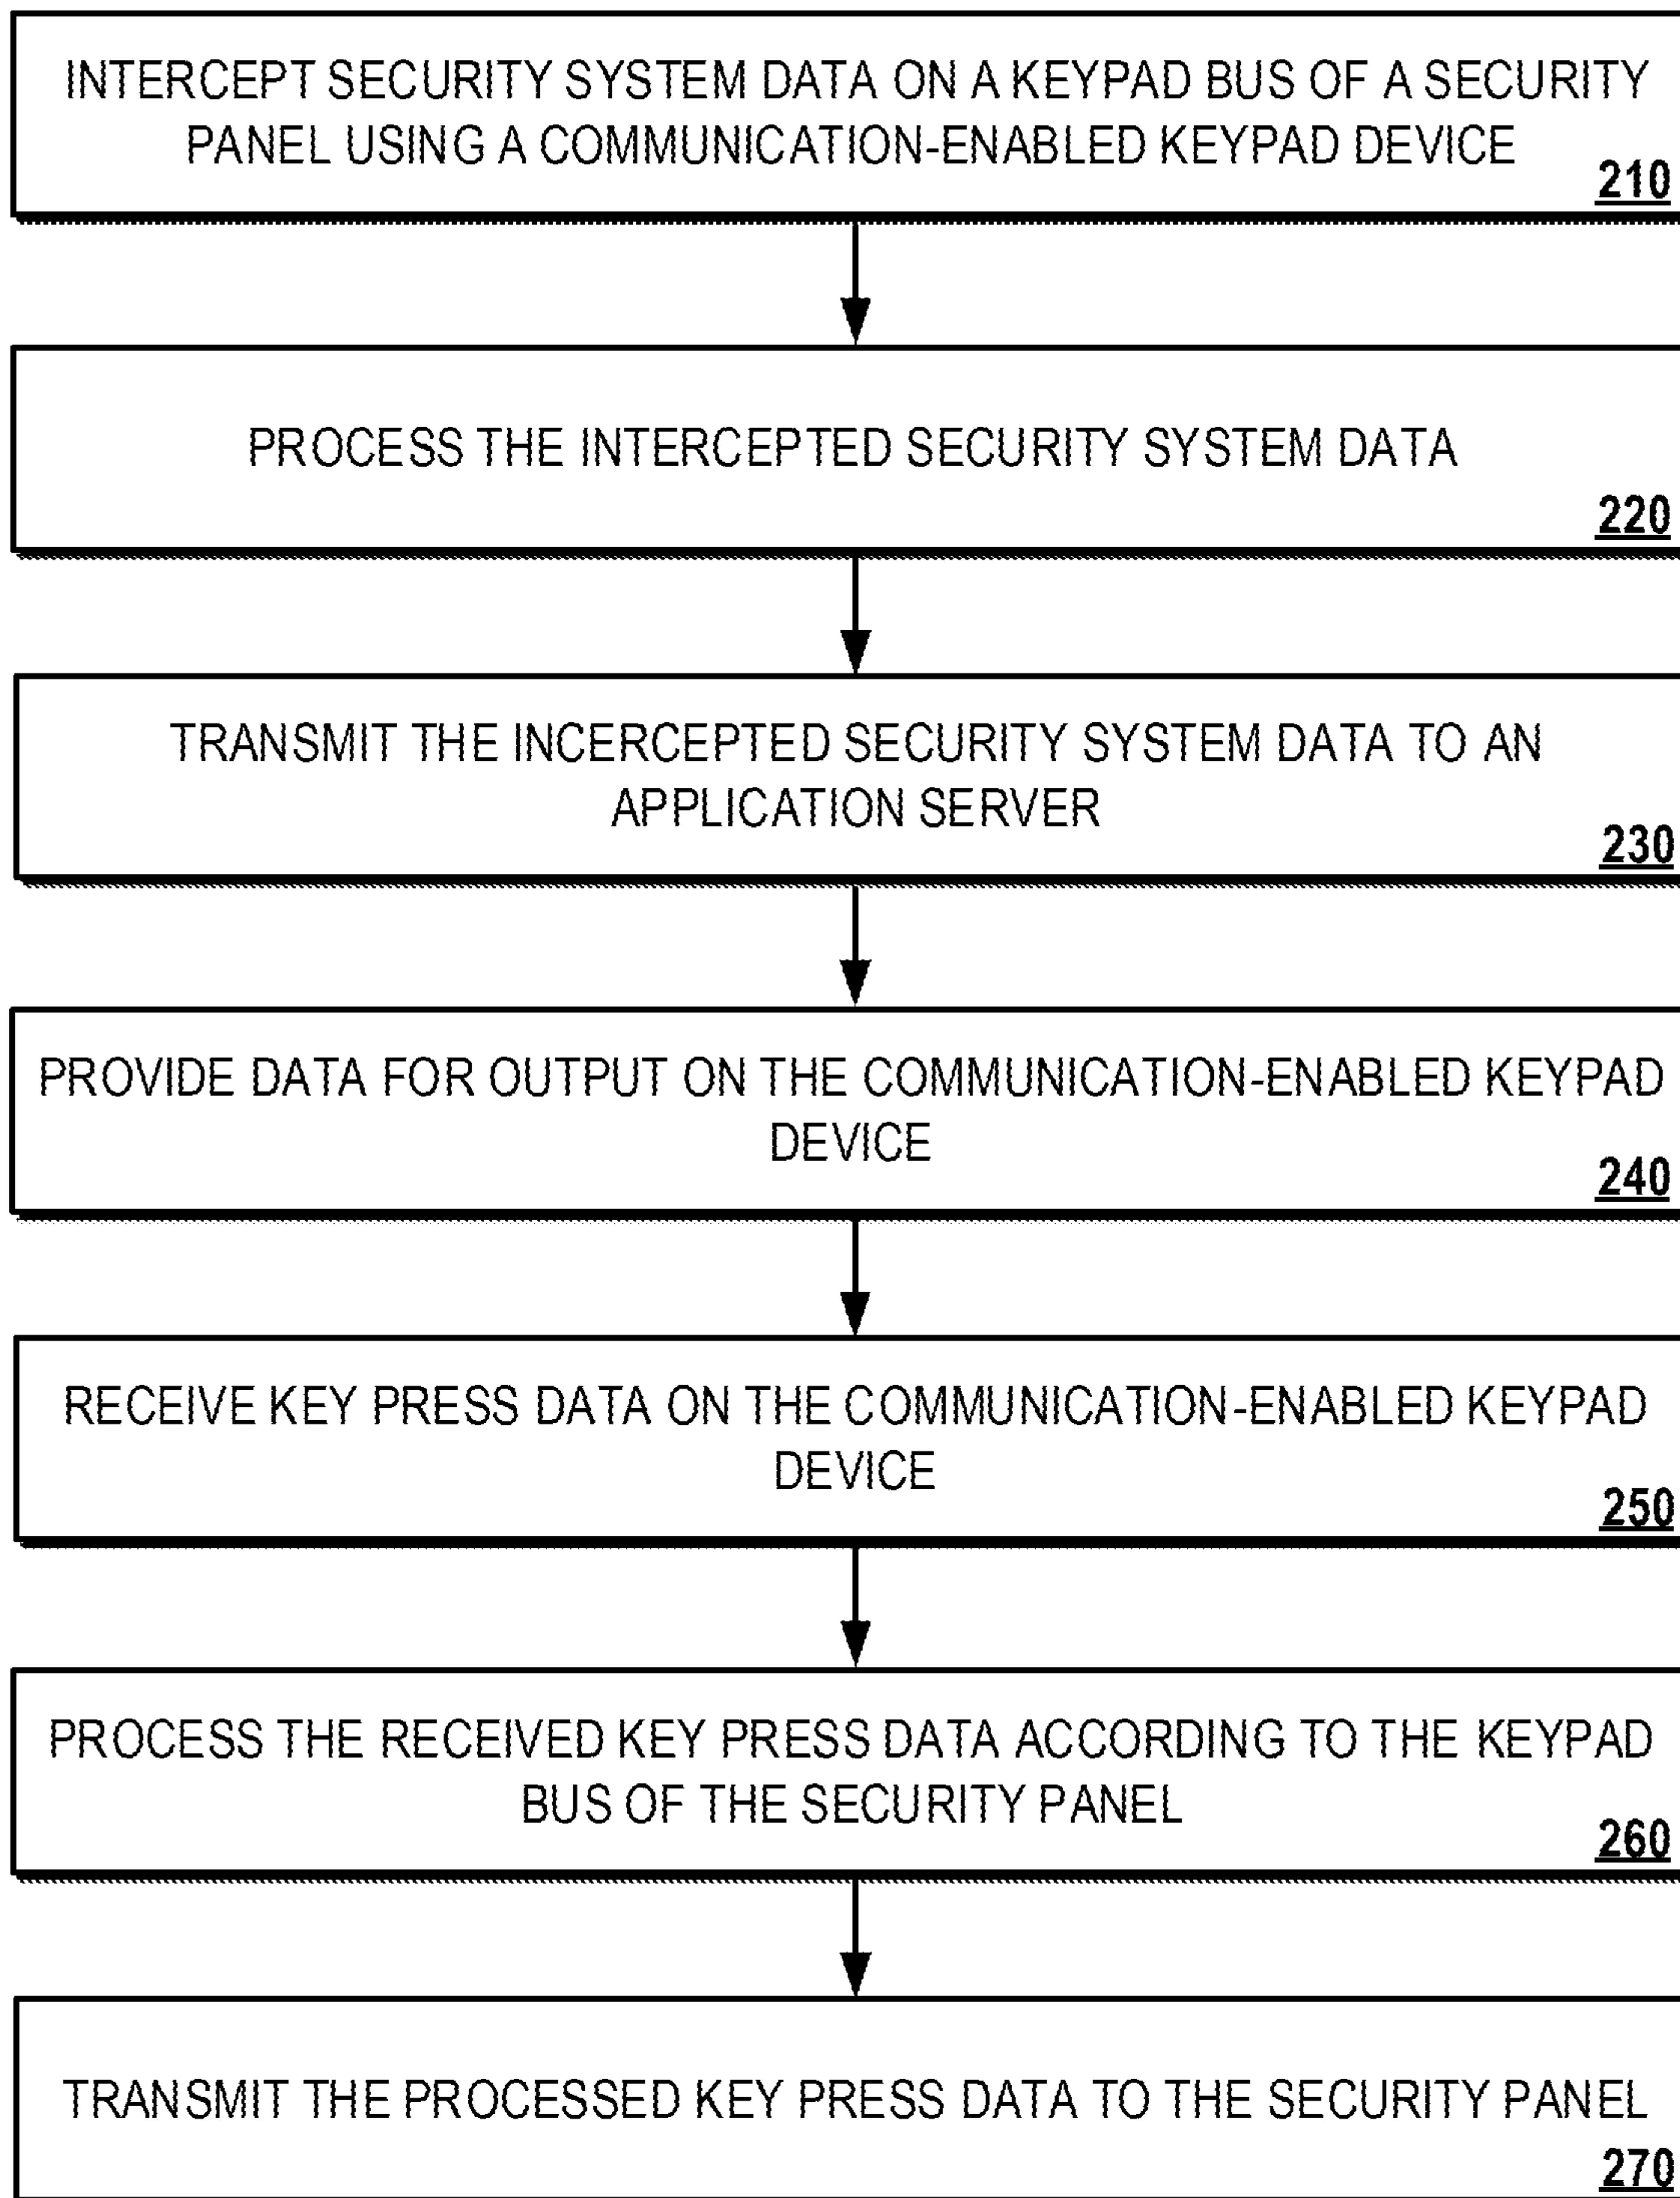 INTERCEPT SECURITY SYSTEM DATA ON A KEYPAD BUS OF A SECURITY
PANEL USING A COMMUNICATION-ENABLED KEYPAD DEVICE
210
PROCESS THE INTERCEPTED SECURITY SYSTEM DATA
220
TRANSMIT THE INCERCEPTED SECURITY SYSTEM DATA TO AN
APPLICATION SERVER
230
PROVIDE DATA FOR OUTPUT ON THE COMMUNICATION-ENABLED KEYPAD
DEVICE
240
RECEIVE KEY PRESS DATA ON THE COMMUNICATION-ENABLED KEYPAD
DEVICE
250
PROCESS THE RECEIVED KEY PRESS DATA ACCORDING TO THE KEYPAD
BUS OF THE SECURITY PANEL
260
TRANSMIT THE PROCESSED KEY PRESS DATA TO THE SECURITY PANEL
270